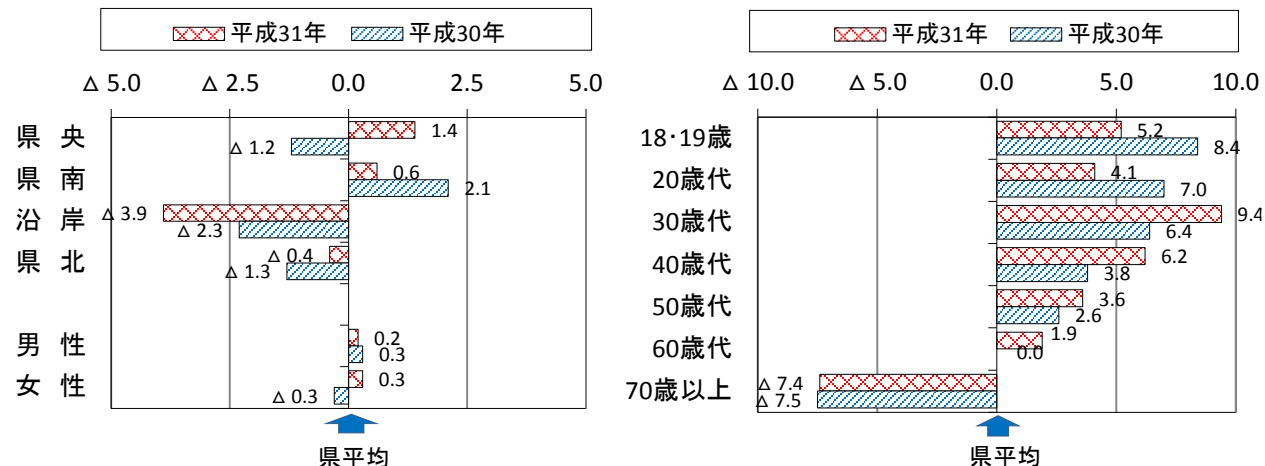 平成31年 平成30年
△ 5.0 △ 2.5 0.0 2.5 5.0
県 央 1.4
△ 1.2
県 南 0.6
2.1
沿 岸 △ 3.9
△ 2.3
県 北 △ 0.4
△ 1.3
男 性 0.2
0.3
女 性 0.3
△ 0.3
県平均
平成31年 平成30年
△ 10.0 △ 5.0 0.0 5.0 10.0
18･19歳 5.2
8.4
20歳代 4.1
7.0
30歳代 9.4
6.4
40歳代 6.2
3.8
50歳代 3.6
2.6
60歳代 1.9
0.0
70歳以上 △ 7.4
△ 7.5
県平均